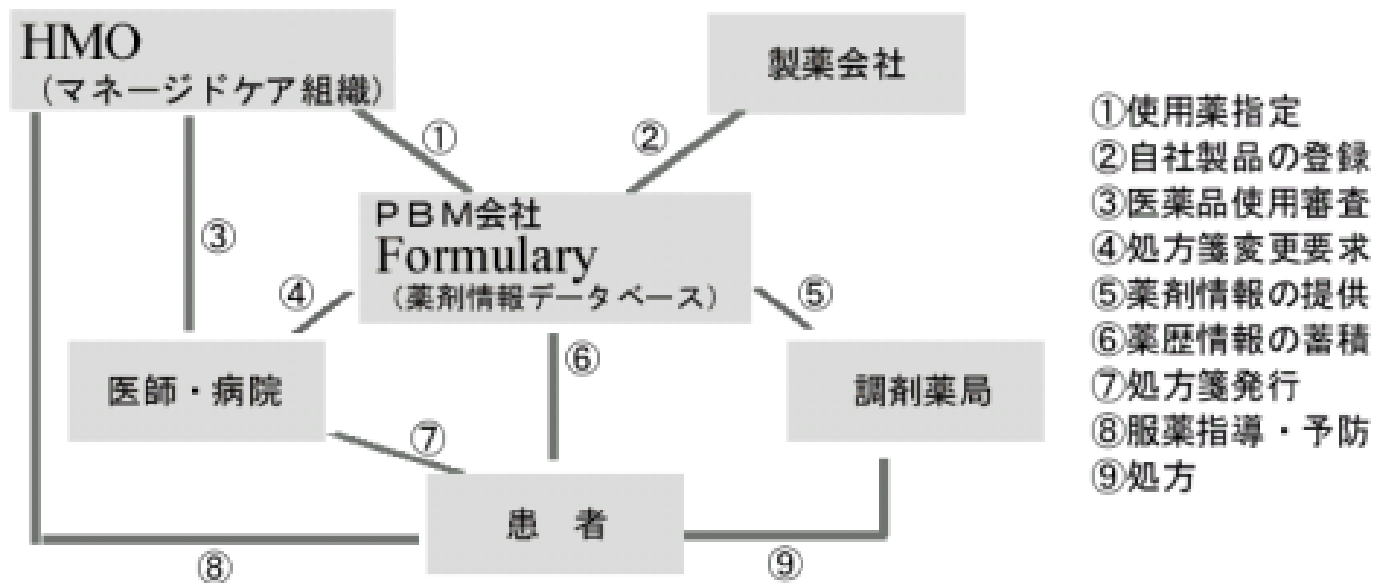 HMO
（マネージドケア組織）
製薬会社
①
②
ＰＢＭ会社
Formulary
（薬剤情報データベース）
③
④
⑤
⑥
医師・病院
調剤薬局
⑦
患　者
⑧
⑨
①使用薬指定
②自社製品の登録
③医薬品使用審査
④処方箋変更要求
⑤薬剤情報の提供
⑥薬歴情報の蓄積
⑦処方箋発行
⑧服薬指導・予防
⑨処方